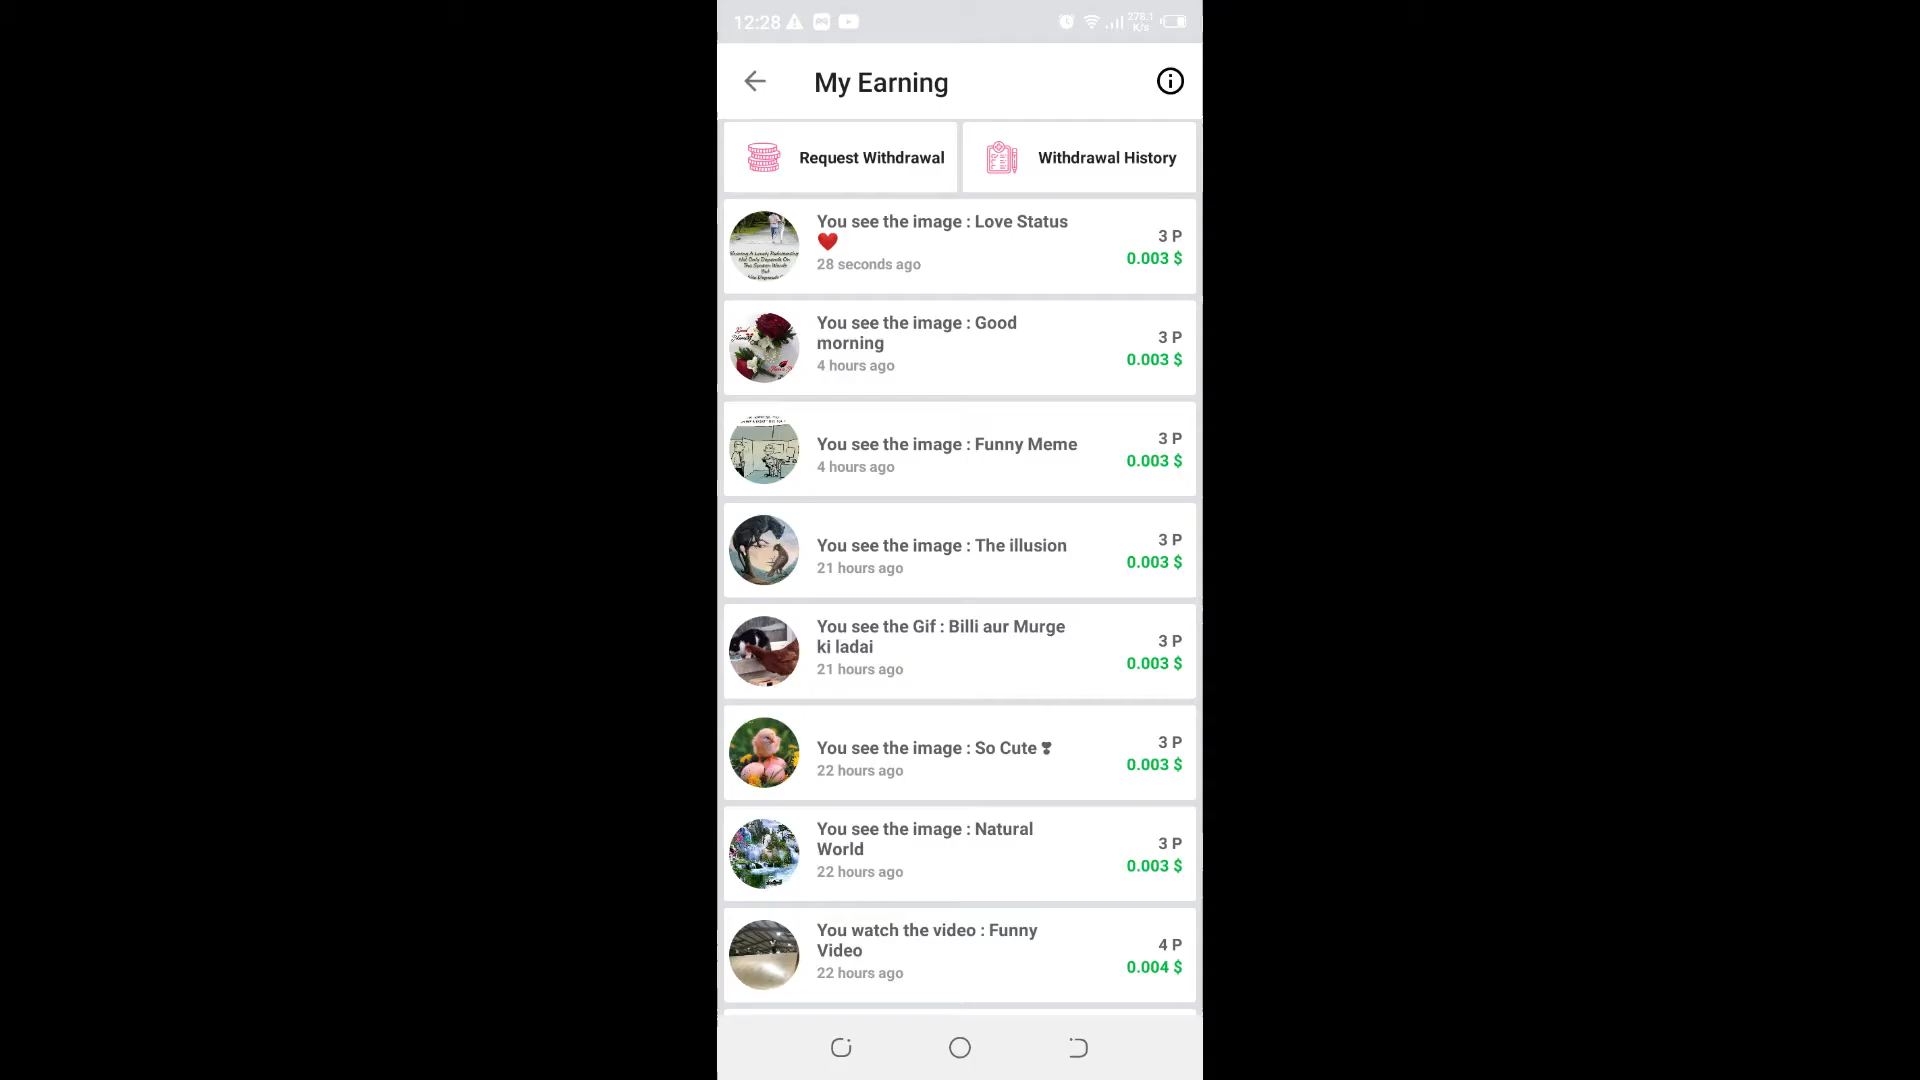 12:28
278.1
K/s
My Earning
Request Withdrawal
Withdrawal History
You see the image : Love Status
❤️
28 seconds ago
3 P
0.003 $
You see the image : Good
morning
4 hours ago
3 P
0.003 $
You see the image : Funny Meme
4 hours ago
3 P
0.003 $
You see the image : The illusion
21 hours ago
3 P
0.003 $
You see the Gif : Billi aur Murge
ki ladai
21 hours ago
3 P
0.003 $
You see the image : So Cute ❣
22 hours ago
3 P
0.003 $
You see the image : Natural
World
22 hours ago
3 P
0.003 $
You watch the video : Funny
Video
22 hours ago
4 P
0.004 $